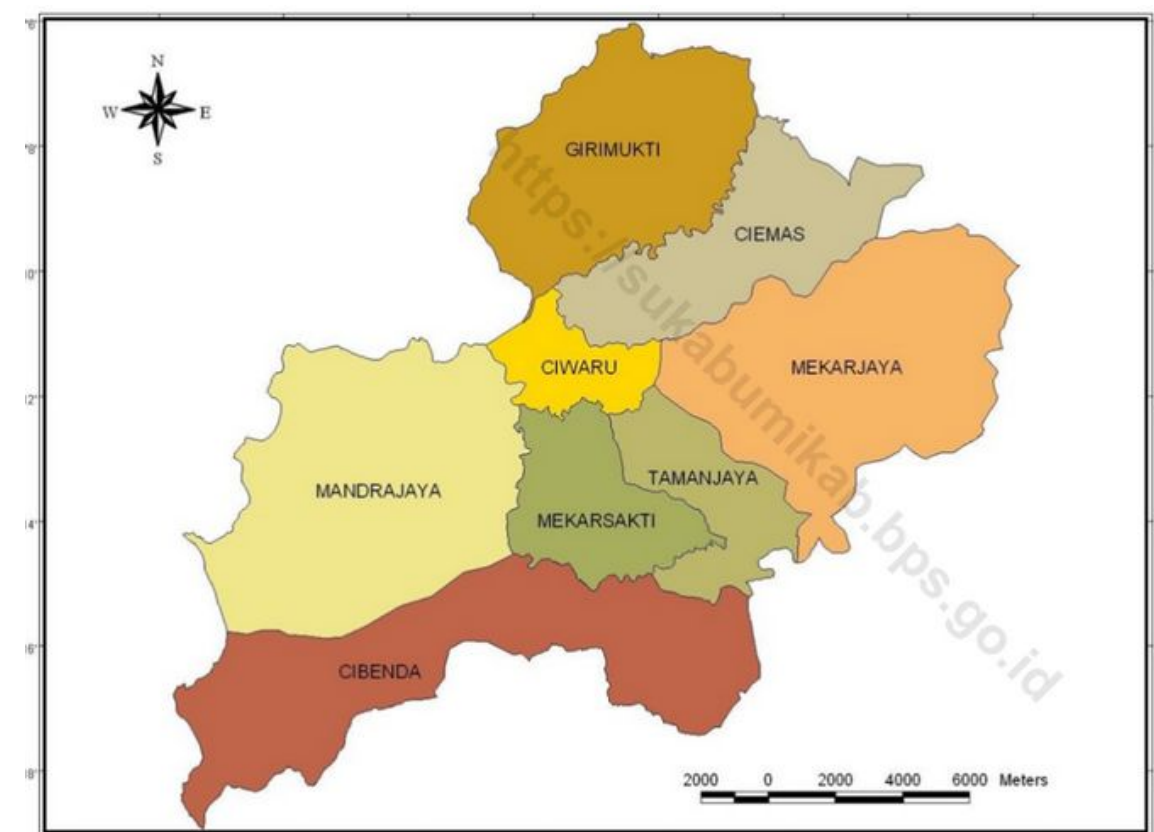 N
W E
S
GIRIMUKTI
CIEMAS
CIWARU
MEKARJAYA
TAMANJAYA
MANDRAJAYA
MEKARSAKTI
CIBENDA
https://sukabumikab.bps.go.id
2000 0 2000 4000 6000 Meters